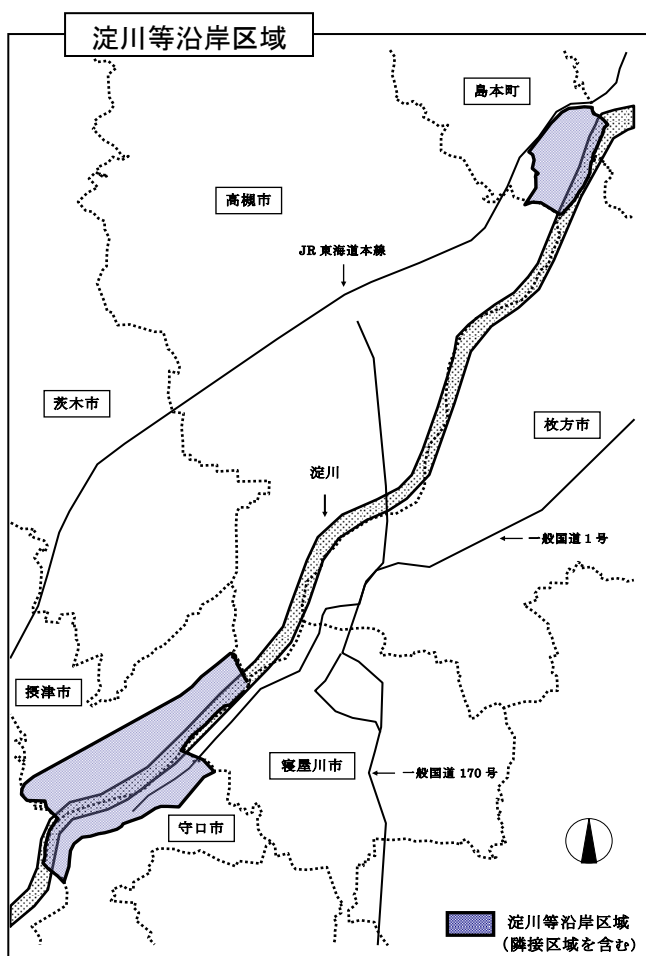 淀川等沿岸区域
島本町
高槻市
JR東海道本線
茨木市
枚方市
淀川
一般国道1号
摂津市
寝屋川市
一般国道170号
守口市
淀川等沿岸区域
(隣接区域を含む)